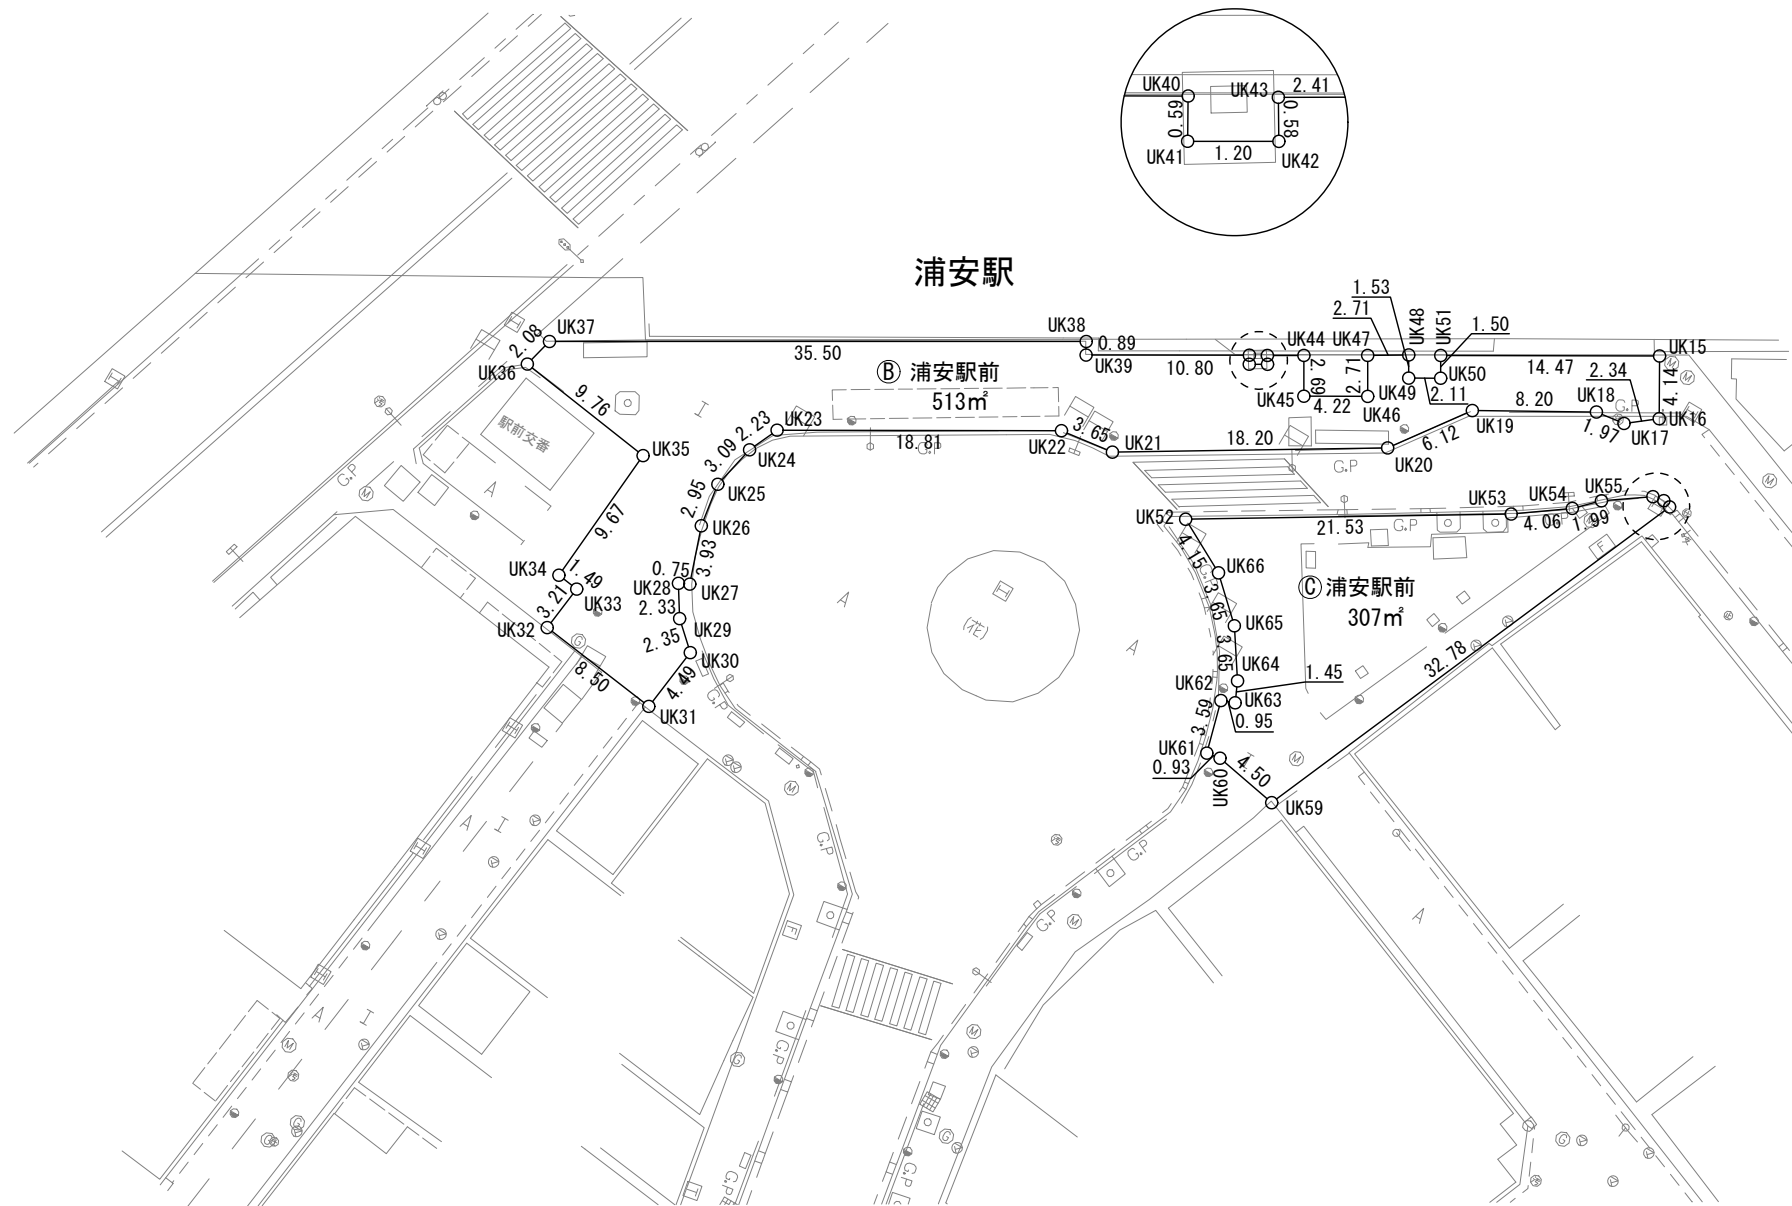 UK40
UK43
2.41
0.59
0.58
UK41
1.20
UK42
浦安駅
1.53
2.71
UK48
UK51
1.50
2.08
UK37
UK38
0.89
UK39
35.50
10.80
UK44
UK47
UK15
UK36
Ⓑ 浦安駅前
513㎡
2.69
2.71
UK45
4.22
UK46
UK49
UK50
2.11
14.47
2.34
4.14
9.76
駅前交番
I
UK35
2.23
UK23
3.09
UK24
18.81
G.P
UK22
3.65
UK21
18.20
G.P
UK20
6.12
UK19
8.20
UK18
G.P
1.97
UK17
UK16
G.P
M
A
2.95
UK25
UK26
9.67
3.93
UK52
21.53
G.P
UK53
UK54
4.06
UK55
1.99
UK34
1.49
UK33
3.21
UK32
0.75
UK28
UK27
2.33
UK29
2.35
UK30
4.49
8.50
UK31
G.P
A
(花)
A
4.15
UK66
G.P
3.65
UK65
3.65
UK64
1.45
UK62
UK63
0.95
3.59
UK61
0.93
UK60
4.50
UK59
Ⓒ 浦安駅前
307㎡
32.78
F
M
M
G
A
I
G.P
G.P
G.P
F
A
A
I
M
G
G.P
G.P
G.P
M
M
G
G